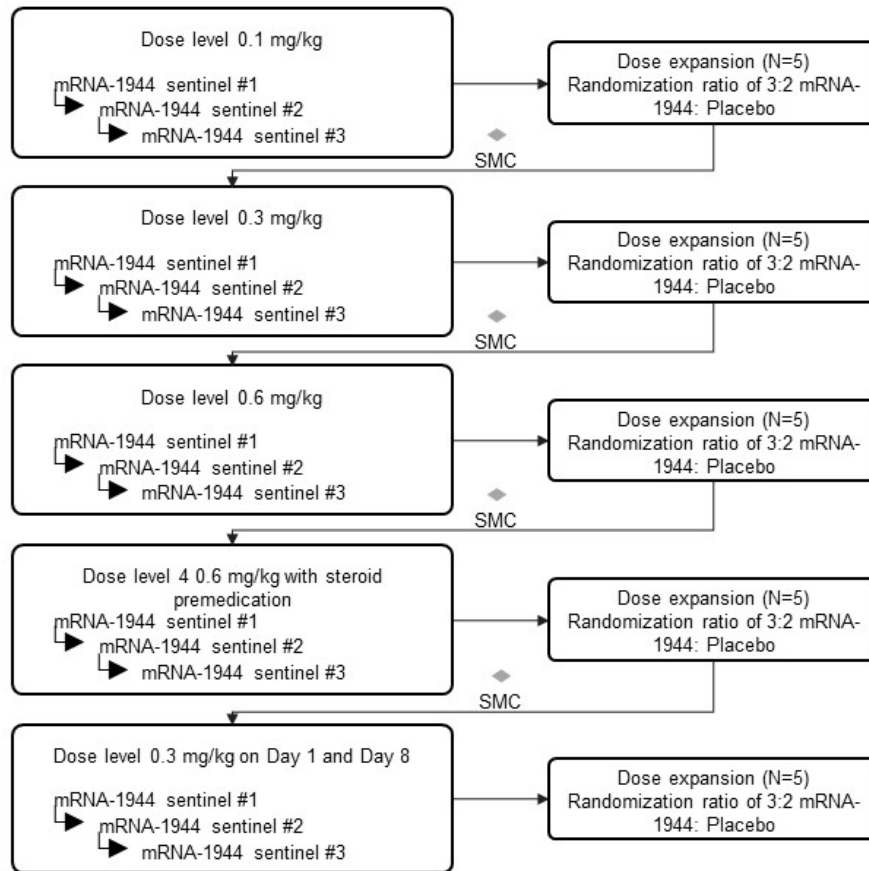 Dose level 0.1 mg/kg
mRNA-1944 sentinel #1
mRNA-1944 sentinel #2
mRNA-1944 sentinel #3
Dose expansion (N=5)
Randomization ratio of 3:2 mRNA-
1944: Placebo
SMC
Dose level 0.3 mg/kg
mRNA-1944 sentinel #1
mRNA-1944 sentinel #2
mRNA-1944 sentinel #3
Dose expansion (N=5)
Randomization ratio of 3:2 mRNA-
1944: Placebo
SMC
Dose level 0.6 mg/kg
mRNA-1944 sentinel #1
mRNA-1944 sentinel #2
mRNA-1944 sentinel #3
Dose expansion (N=5)
Randomization ratio of 3:2 mRNA-
1944: Placebo
SMC
Dose level 4 0.6 mg/kg with steroid
premedication
mRNA-1944 sentinel #1
mRNA-1944 sentinel #2
mRNA-1944 sentinel #3
Dose expansion (N=5)
Randomization ratio of 3:2 mRNA-
1944: Placebo
SMC
Dose level 0.3 mg/kg on Day 1 and Day 8
mRNA-1944 sentinel #1
mRNA-1944 sentinel #2
mRNA-1944 sentinel #3
Dose expansion (N=5)
Randomization ratio of 3:2 mRNA-
1944: Placebo